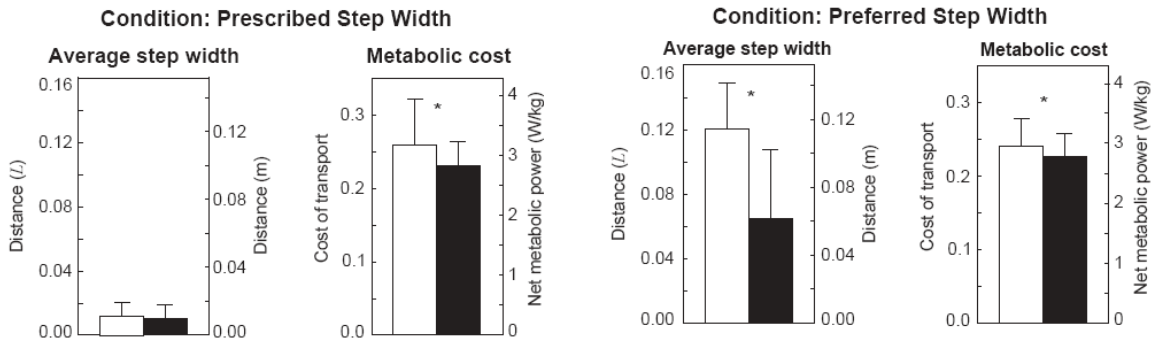 Condition: Prescribed Step Width
Average step width
Metabolic cost
Distance (L)
0.16
0.12
0.08
0.04
0.00
Distance (m)
0.12
0.08
0.04
0.00
Cost of transport
0.3
0.2
0.1
0.0
*
Net metabolic power (W/kg)
4
3
2
1
0
Condition: Preferred Step Width
Average step width
Metabolic cost
Distance (L)
0.16
0.12
0.08
0.04
0.00
*
Distance (m)
0.12
0.08
0.04
0.00
Cost of transport
0.3
0.2
0.1
0.0
*
Net metabolic power (W/kg)
4
3
2
1
0